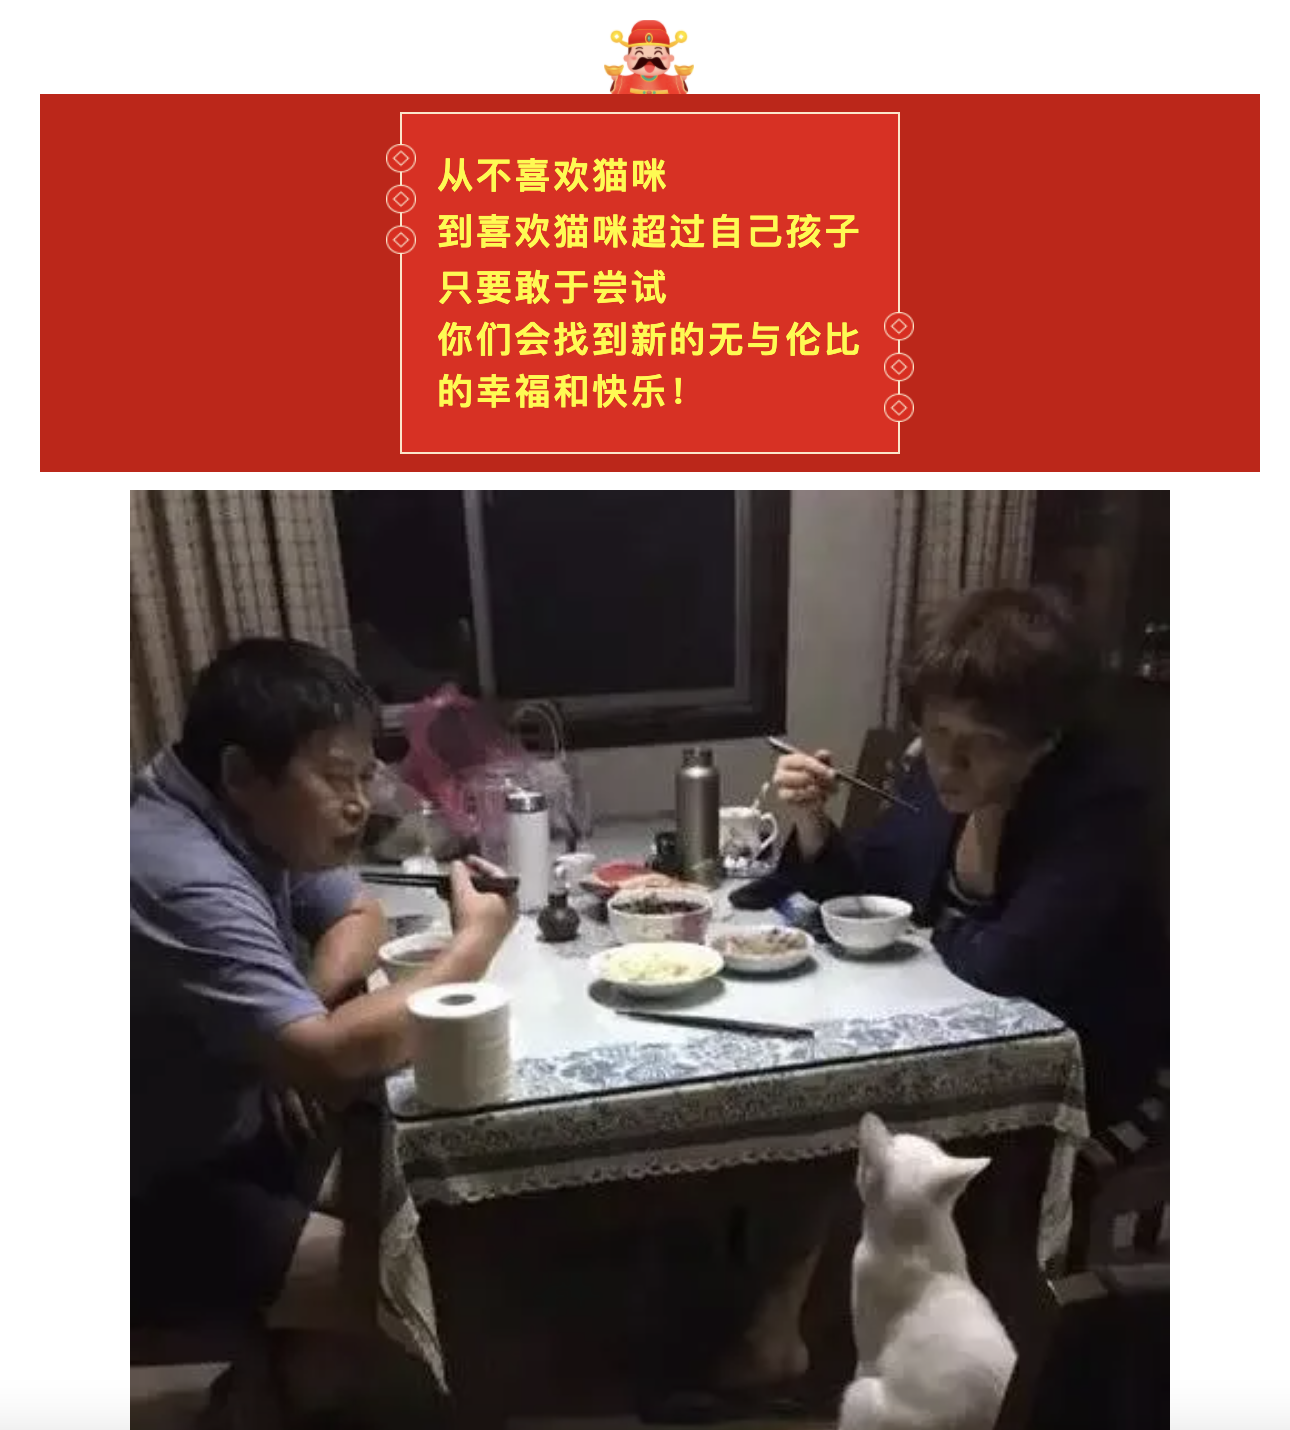 从不喜欢猫咪
到喜欢猫咪超过自己孩子
只要敢于尝试
你们会找到新的无与伦比
的幸福和快乐！